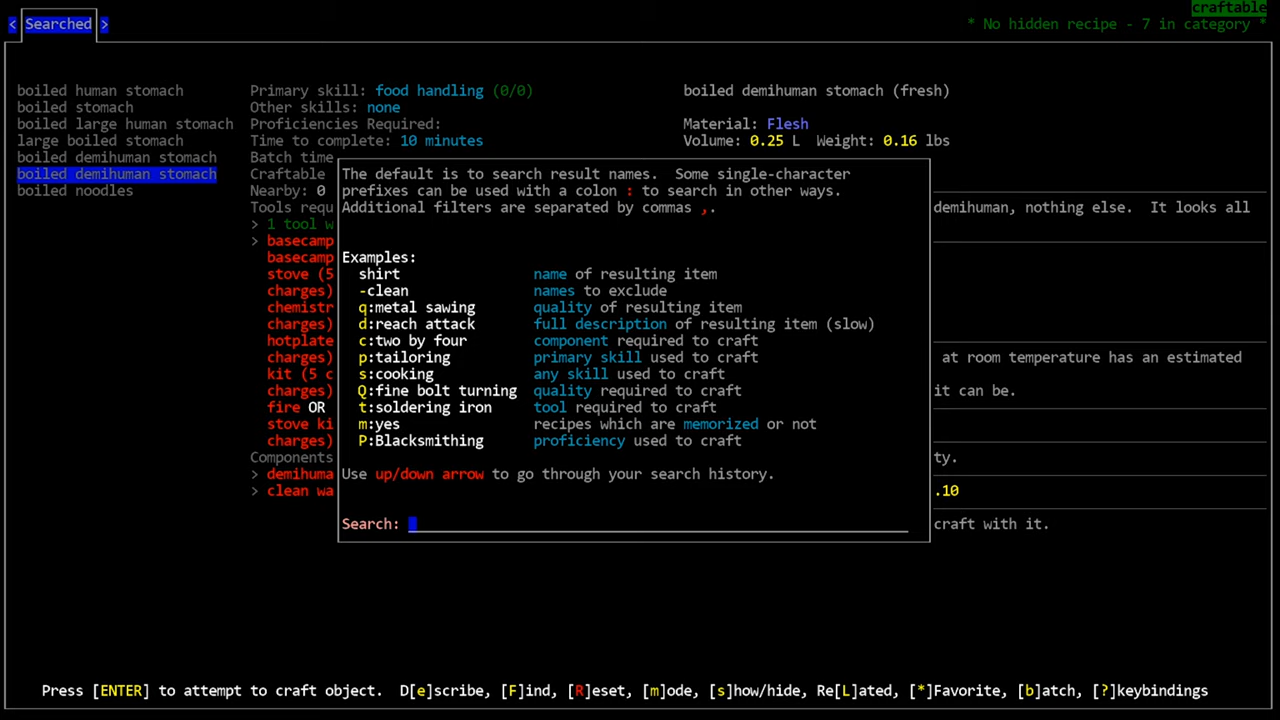 craftable
< Searched >
* No hidden recipe - 7 in category *
boiled human stomach
boiled stomach
boiled large human stomach
large boiled stomach
boiled demihuman stomach
boiled demihuman stomach
boiled noodles
Primary skill: food handling (0/0)
Other skills: none
Proficiencies Required:
Time to complete: 10 minutes
Batch time
Craftable
Nearby: 0
Tools requ
> 1 tool w
> basecamp
basecamp
stove (5
charges)
chemistr
charges)
hotplate
charges)
kit (5 c
charges)
fire OR
stove ki
charges)
Components
> demihuma
> clean wa
boiled demihuman stomach (fresh)
Material: Flesh
Volume: 0.25 L Weight: 0.16 lbs
demihuman, nothing else. It looks all
at room temperature has an estimated
it can be.
ty.
.10
craft with it.
The default is to search result names. Some single-character
prefixes can be used with a colon : to search in other ways.
Additional filters are separated by commas ,.
Examples:
shirt name of resulting item
-clean names to exclude
q:metal sawing quality of resulting item
d:reach attack full description of resulting item (slow)
c:two by four component required to craft
p:tailoring primary skill used to craft
s:cooking any skill used to craft
Q:fine bolt turning quality required to craft
t:soldering iron tool required to craft
m:yes recipes which are memorized or not
P:Blacksmithing proficiency used to craft
Use up/down arrow to go through your search history.
Search:
Press [ENTER] to attempt to craft object. D[e]scribe, [F]ind, [R]eset, [m]ode, [s]how/hide, Re[L]ated, [*]Favorite, [b]atch, [?]keybindings